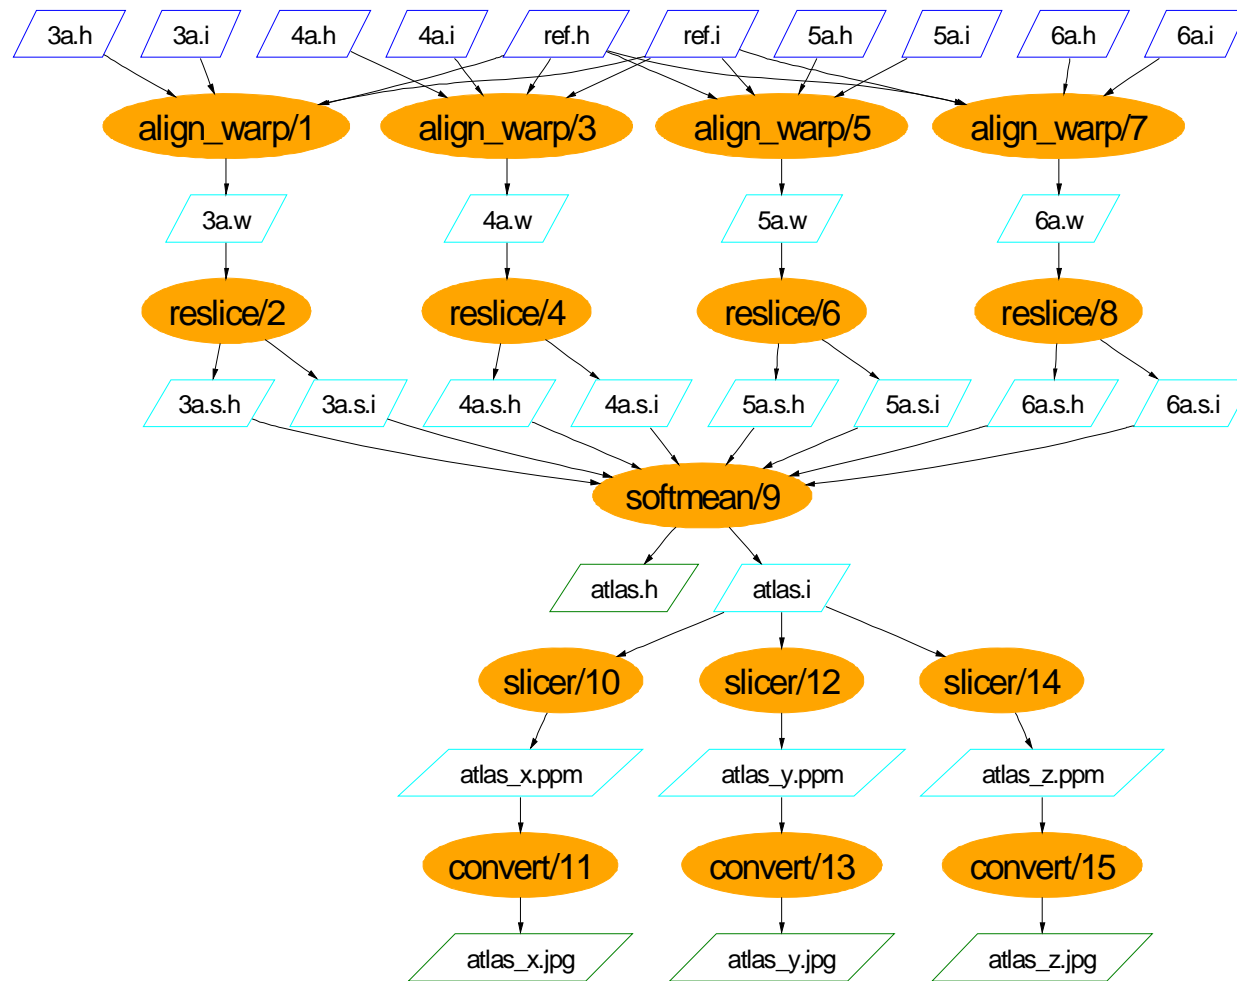 3a.h 3a.i 4a.h 4a.i ref.h ref.i 5a.h 5a.i 6a.h 6a.i
align_warp/1 align_warp/3 align_warp/5 align_warp/7
3a.w 4a.w 5a.w 6a.w
reslice/2 reslice/4 reslice/6 reslice/8
3a.s.h 3a.s.i 4a.s.h 4a.s.i 5a.s.h 5a.s.i 6a.s.h 6a.s.i
softmean/9
atlas.h atlas.i
slicer/10 slicer/12 slicer/14
atlas_x.ppm atlas_y.ppm atlas_z.ppm
convert/11 convert/13 convert/15
atlas_x.jpg atlas_y.jpg atlas_z.jpg